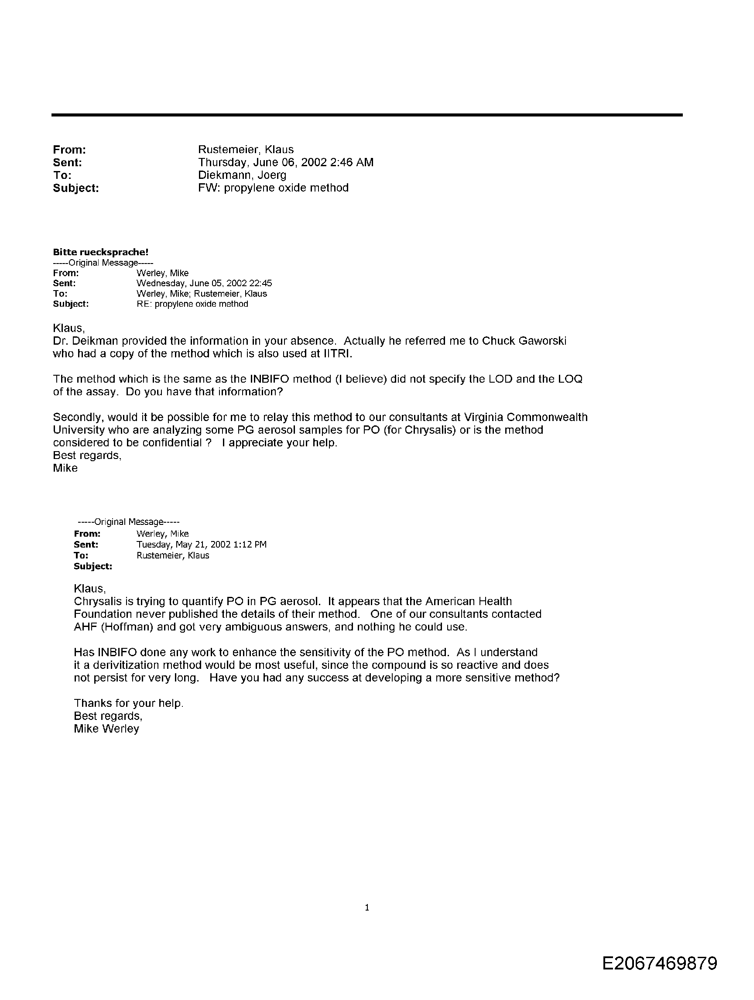 From: Rustemeier, Klaus
Sent: Thursday, June 06, 2002 2:46 AM
To: Diekmann, Joerg
Subject: FW: propylene oxide method
Bitte ruecksprache!
-----Original Message-----
From: Werley, Mike
Sent: Wednesday, June 05, 2002 22:45
To: Werley, Mike; Rustemeier, Klaus
Subject: RE: propylene oxide method
Klaus,
Dr. Deikman provided the information in your absence. Actually he referred me to Chuck Gaworski
who had a copy of the method which is also used at IITRI.
The method which is the same as the INBIFO method (I believe) did not specify the LOD and the LOQ
of the assay. Do you have that information?
Secondly, would it be possible for me to relay this method to our consultants at Virginia Commonwealth
University who are analyzing some PG aerosol samples for PO (for Chrysalis) or is the method
considered to be confidential ? I appreciate your help.
Best regards,
Mike
-----Original Message-----
From: Werley, Mike
Sent: Tuesday, May 21, 2002 1:12 PM
To: Rustemeier, Klaus
Subject:
Klaus,
Chrysalis is trying to quantify PO in PG aerosol. It appears that the American Health
Foundation never published the details of their method. One of our consultants contacted
AHF (Hoffman) and got very ambiguous answers, and nothing he could use.
Has INBIFO done any work to enhance the sensitivity of the PO method. As I understand
it a derivitization method would be most useful, since the compound is so reactive and does
not persist for very long. Have you had any success at developing a more sensitive method?
Thanks for your help.
Best regards,
Mike Werley
1
E2067469879